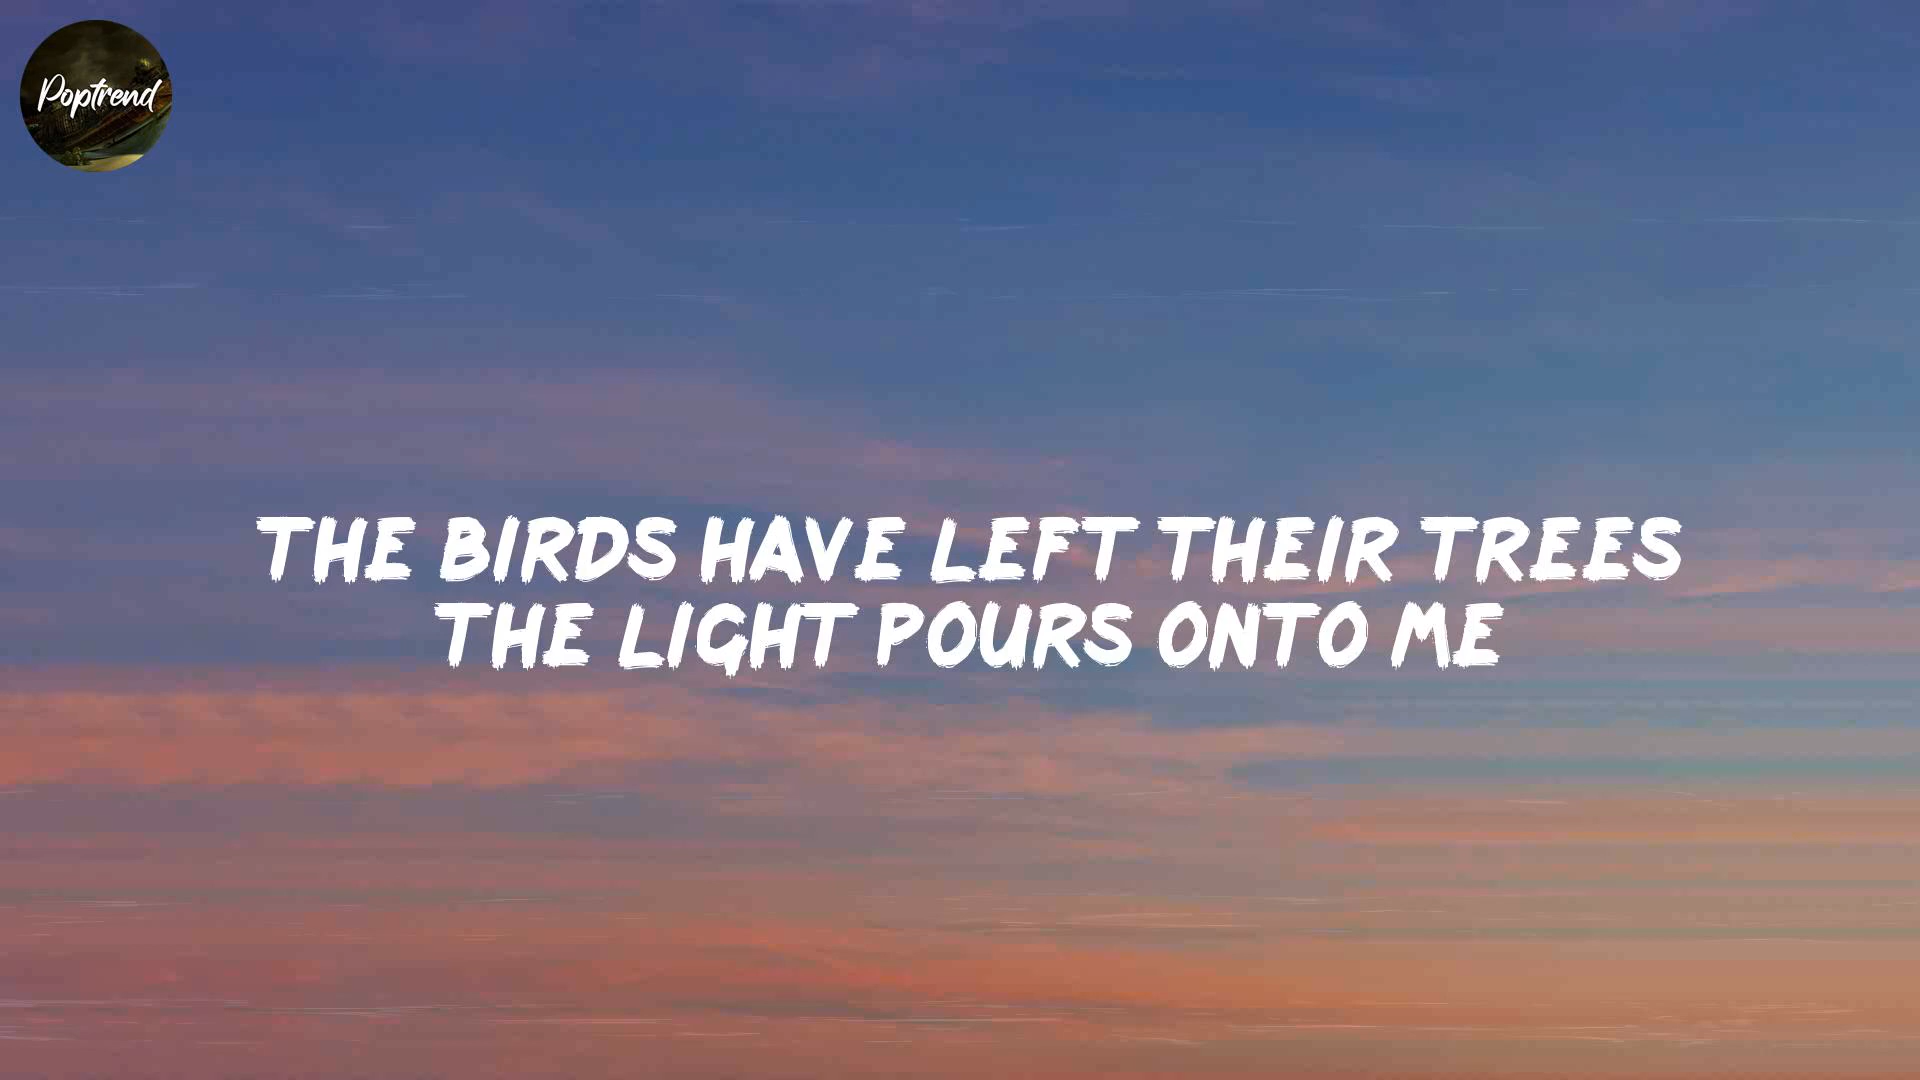 Poptrend
THE BIRDS HAVE LEFT THEIR TREES
THE LIGHT POURS ONTO ME